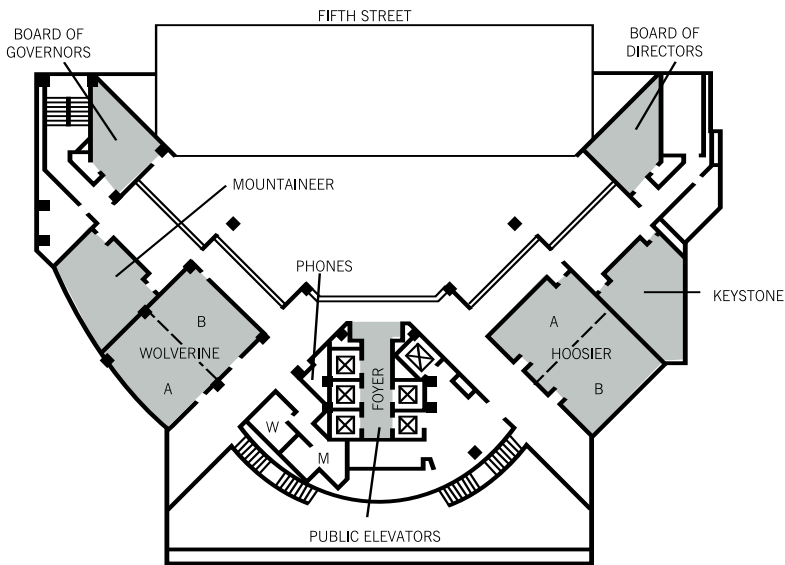 FIFTH STREET
BOARD OF
GOVERNORS
BOARD OF
DIRECTORS
MOUNTAINEER
PHONES
KEYSTONE
B
WOLVERINE
A
A
HOOSIER
B
FOYER
W
M
PUBLIC ELEVATORS